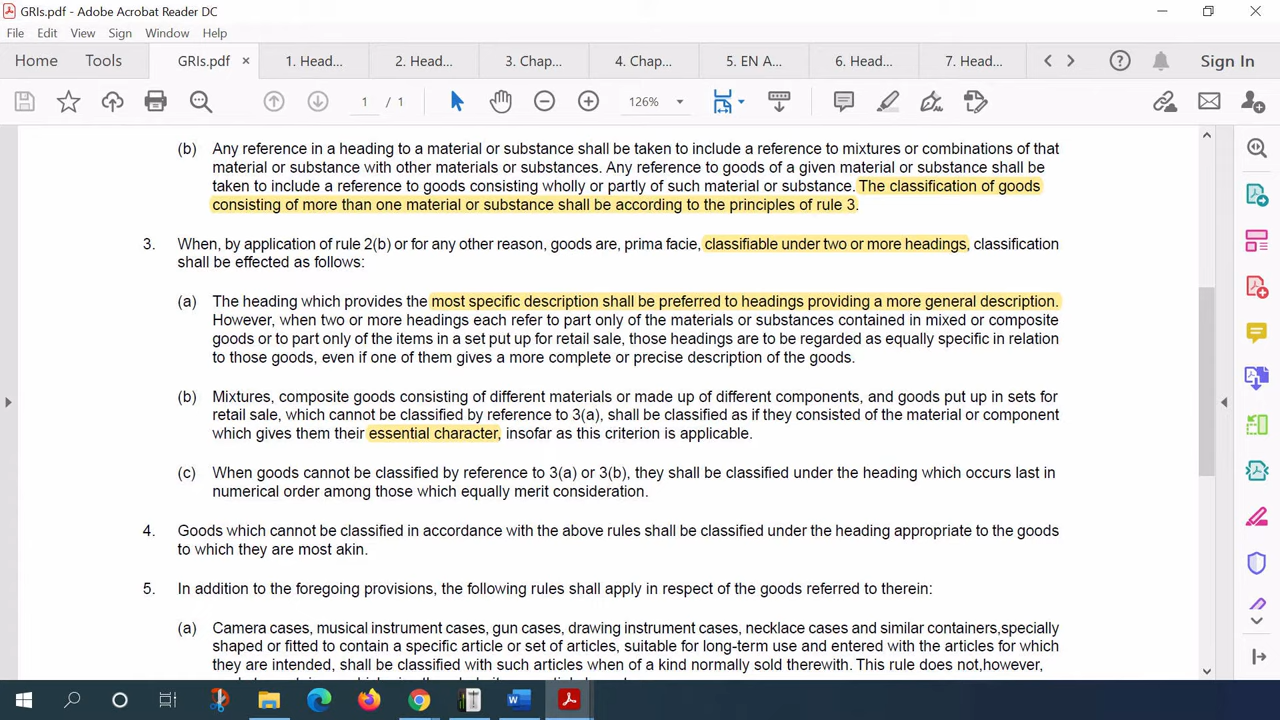 GRIs.pdf - Adobe Acrobat Reader DC
File Edit View Sign Window Help
Home Tools GRIs.pdf × 1. Head... 2. Head... 3. Chap... 4. Chap... 5. EN A... 6. Head... 7. Head... Sign In
1 / 1 126%
(b) Any reference in a heading to a material or substance shall be taken to include a reference to mixtures or combinations of that
material or substance with other materials or substances. Any reference to goods of a given material or substance shall be
taken to include a reference to goods consisting wholly or partly of such material or substance. The classification of goods
consisting of more than one material or substance shall be according to the principles of rule 3.
3. When, by application of rule 2(b) or for any other reason, goods are, prima facie, classifiable under two or more headings, classification
shall be effected as follows:
(a) The heading which provides the most specific description shall be preferred to headings providing a more general description.
However, when two or more headings each refer to part only of the materials or substances contained in mixed or composite
goods or to part only of the items in a set put up for retail sale, those headings are to be regarded as equally specific in relation
to those goods, even if one of them gives a more complete or precise description of the goods.
(b) Mixtures, composite goods consisting of different materials or made up of different components, and goods put up in sets for
retail sale, which cannot be classified by reference to 3(a), shall be classified as if they consisted of the material or component
which gives them their essential character, insofar as this criterion is applicable.
(c) When goods cannot be classified by reference to 3(a) or 3(b), they shall be classified under the heading which occurs last in
numerical order among those which equally merit consideration.
4. Goods which cannot be classified in accordance with the above rules shall be classified under the heading appropriate to the goods
to which they are most akin.
5. In addition to the foregoing provisions, the following rules shall apply in respect of the goods referred to therein:
(a) Camera cases, musical instrument cases, gun cases, drawing instrument cases, necklace cases and similar containers,specially
shaped or fitted to contain a specific article or set of articles, suitable for long-term use and entered with the articles for which
they are intended, shall be classified with such articles when of a kind normally sold therewith. This rule does not,however,